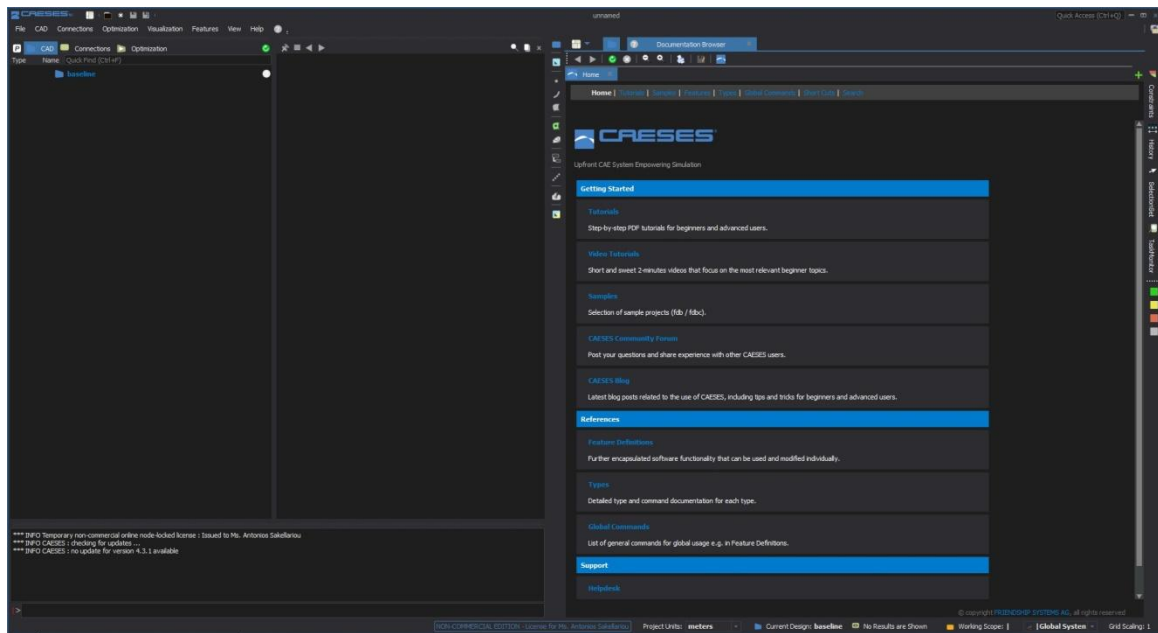 CAESES
unnamed
Quick Access (Ctrl+Q)
File CAD Connections Optimization Visualization Features View Help
CAD Connections Optimization
Type Name Quick Find (Ctrl+F)
baseline
Documentation Browser
Home
Home | Tutorials | Samples | Features | Types | Global Commands | Short Cuts | Search
CAESES
Upfront CAE System Empowering Simulation
Getting Started
Tutorials
Step-by-step PDF tutorials for beginners and advanced users.
Video Tutorials
Short and sweet 2-minutes videos that focus on the most relevant beginner topics.
Samples
Selection of sample projects (fdb / fdbc).
CAESES Community Forum
Post your questions and share experience with other CAESES users.
CAESES Blog
Latest blog posts related to the use of CAESES, including tips and tricks for beginners and advanced users.
References
Feature Definitions
Further encapsulated software functionality that can be used and modified individually.
Types
Detailed type and command documentation for each type.
Global Commands
List of general commands for global usage e.g. in Feature Definitions.
Support
Helpdesk
© copyright FRIENDSHIP SYSTEMS AG, all rights reserved
Constraints
History
SelectionSet
TaskMonitor
*** INFO Temporary non-commercial online node-locked license : Issued to Ms. Antonios Sakellariou
*** INFO CAESES : checking for updates ...
*** INFO CAESES : no update for version 4.3.1 available
>
NON-COMMERCIAL EDITION - License for Ms. Antonios Sakellariou Project Units: meters Current Design: baseline No Results are Shown Working Scope: | [Global System Grid Scaling: 1